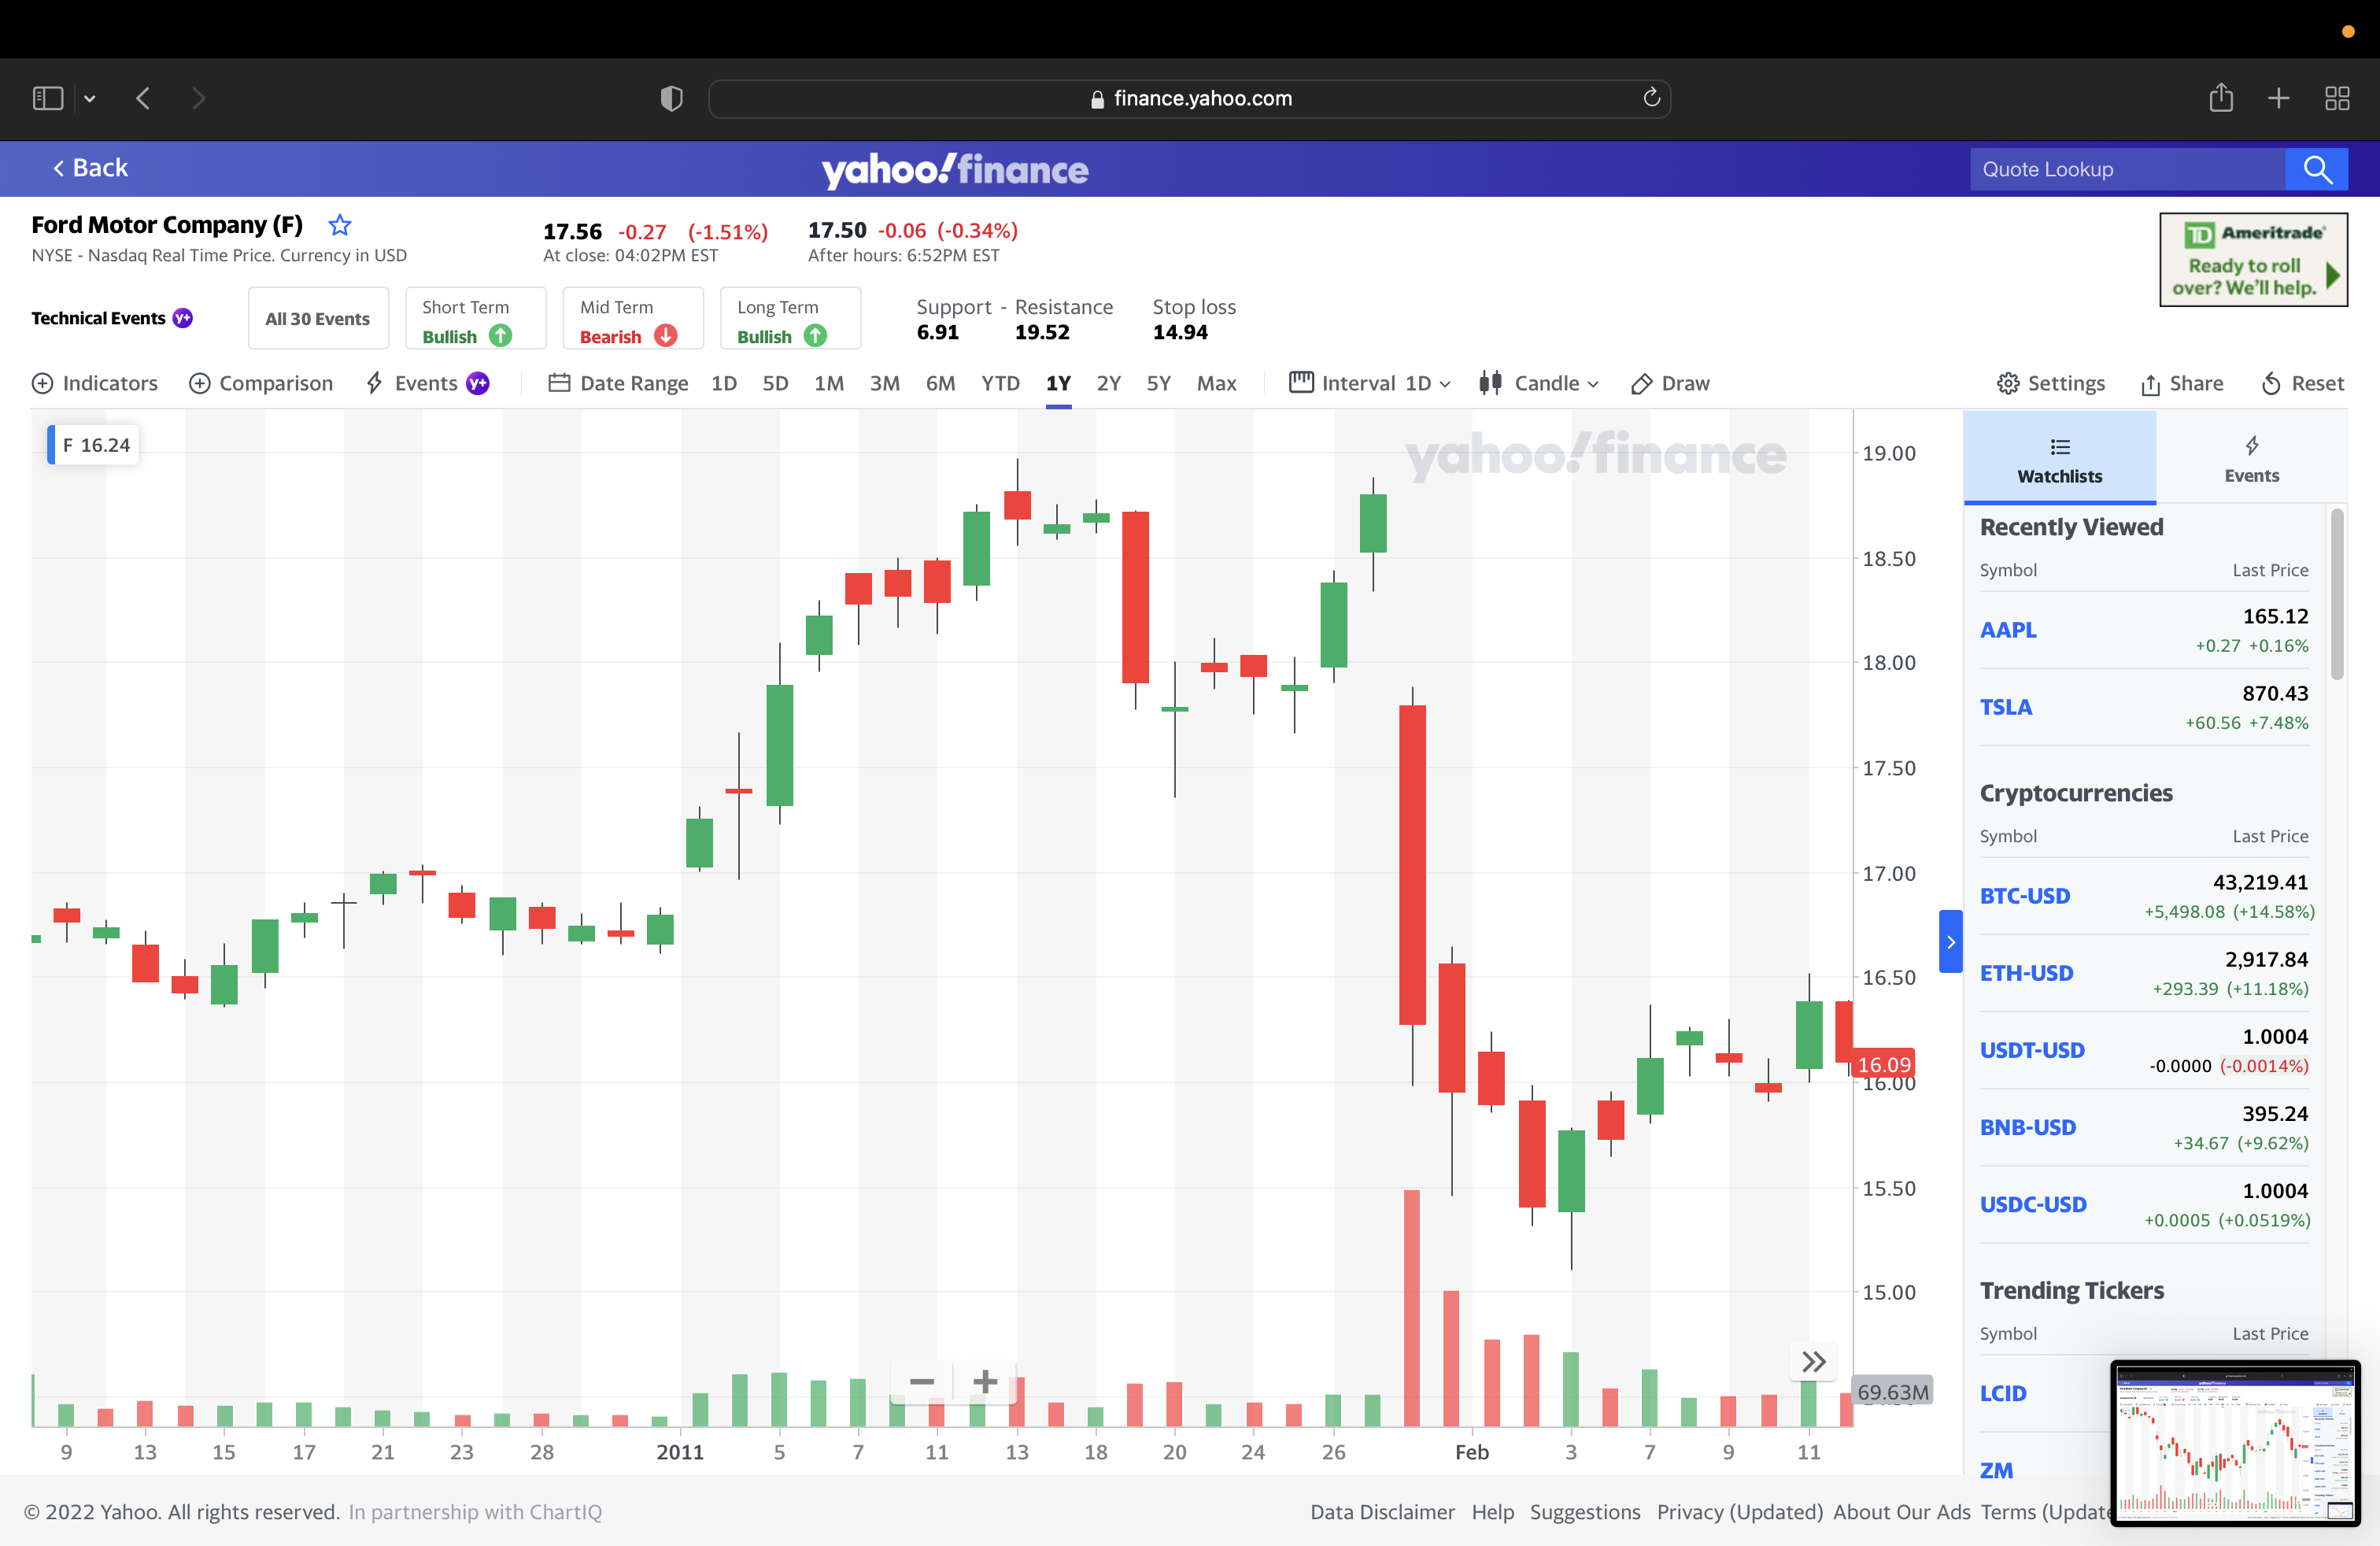 finance.yahoo.com
Back
yahoo!finance
Quote Lookup
Ford Motor Company (F)
NYSE - Nasdaq Real Time Price. Currency in USD
17.56 -0.27 (-1.51%)
At close: 04:02PM EST
17.50 -0.06 (-0.34%)
After hours: 6:52PM EST
TD Ameritrade
Ready to roll
over? We'll help.
Technical Events Y+
All 30 Events
Short Term
Bullish
Mid Term
Bearish
Long Term
Bullish
Support - Resistance
6.91 19.52
Stop loss
14.94
Indicators Comparison Events Y+ Date Range 1D 5D 1M 3M 6M YTD 1Y 2Y 5Y Max Interval 1D Candle Draw Settings Share Reset
F 16.24
yahoo!finance
19.00
18.50
18.00
17.50
17.00
16.50
16.09
16.00
15.50
15.00
69.63M
9 13 15 17 21 23 28 2011 5 7 11 13 18 20 24 26 Feb 3 7 9 11
Watchlists
Events
Recently Viewed
Symbol Last Price
AAPL 165.12
+0.27 +0.16%
TSLA 870.43
+60.56 +7.48%
Cryptocurrencies
Symbol Last Price
BTC-USD 43,219.41
+5,498.08 (+14.58%)
ETH-USD 2,917.84
+293.39 (+11.18%)
USDT-USD 1.0004
-0.0000 (-0.0014%)
BNB-USD 395.24
+34.67 (+9.62%)
USDC-USD 1.0004
+0.0005 (+0.0519%)
Trending Tickers
Symbol Last Price
LCID
ZM
© 2022 Yahoo. All rights reserved. In partnership with ChartIQ
Data Disclaimer Help Suggestions Privacy (Updated) About Our Ads Terms (Update